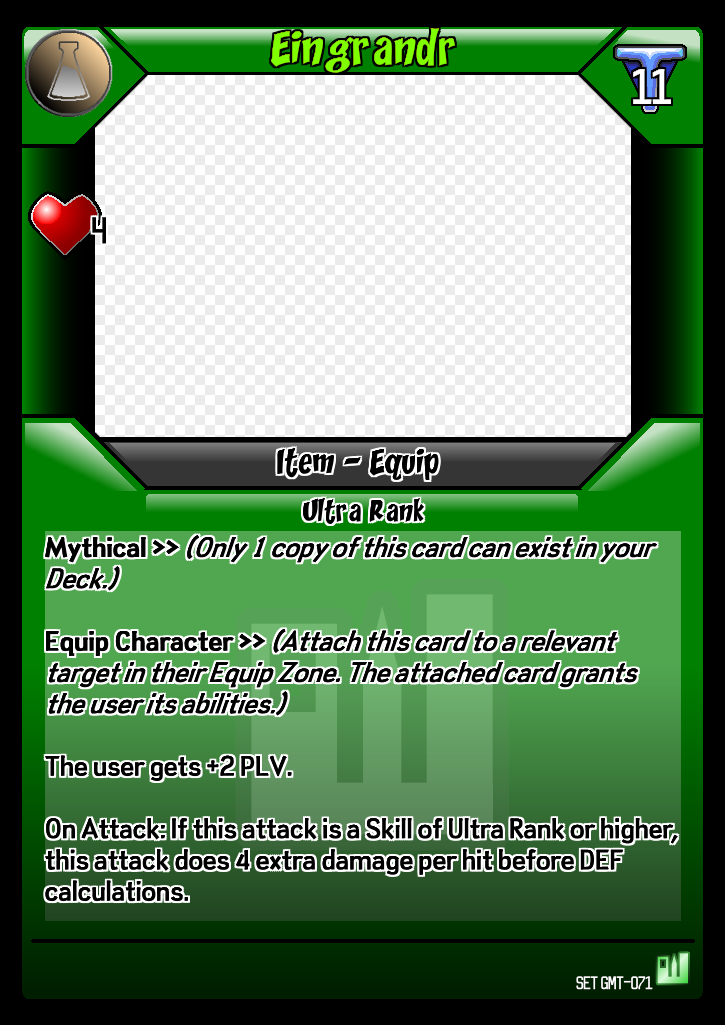 Eingrandr
11
4
Item - Equip
Ultra Rank
Mythical >> (Only 1 copy of this card can exist in your
Deck.)
Equip Character >> (Attach this card to a relevant
target in their Equip Zone. The attached card grants
the user its abilities.)
The user gets +2 PLV.
On Attack: If this attack is a Skill of Ultra Rank or higher,
this attack does 4 extra damage per hit before DEF
calculations.
SET GMT-071